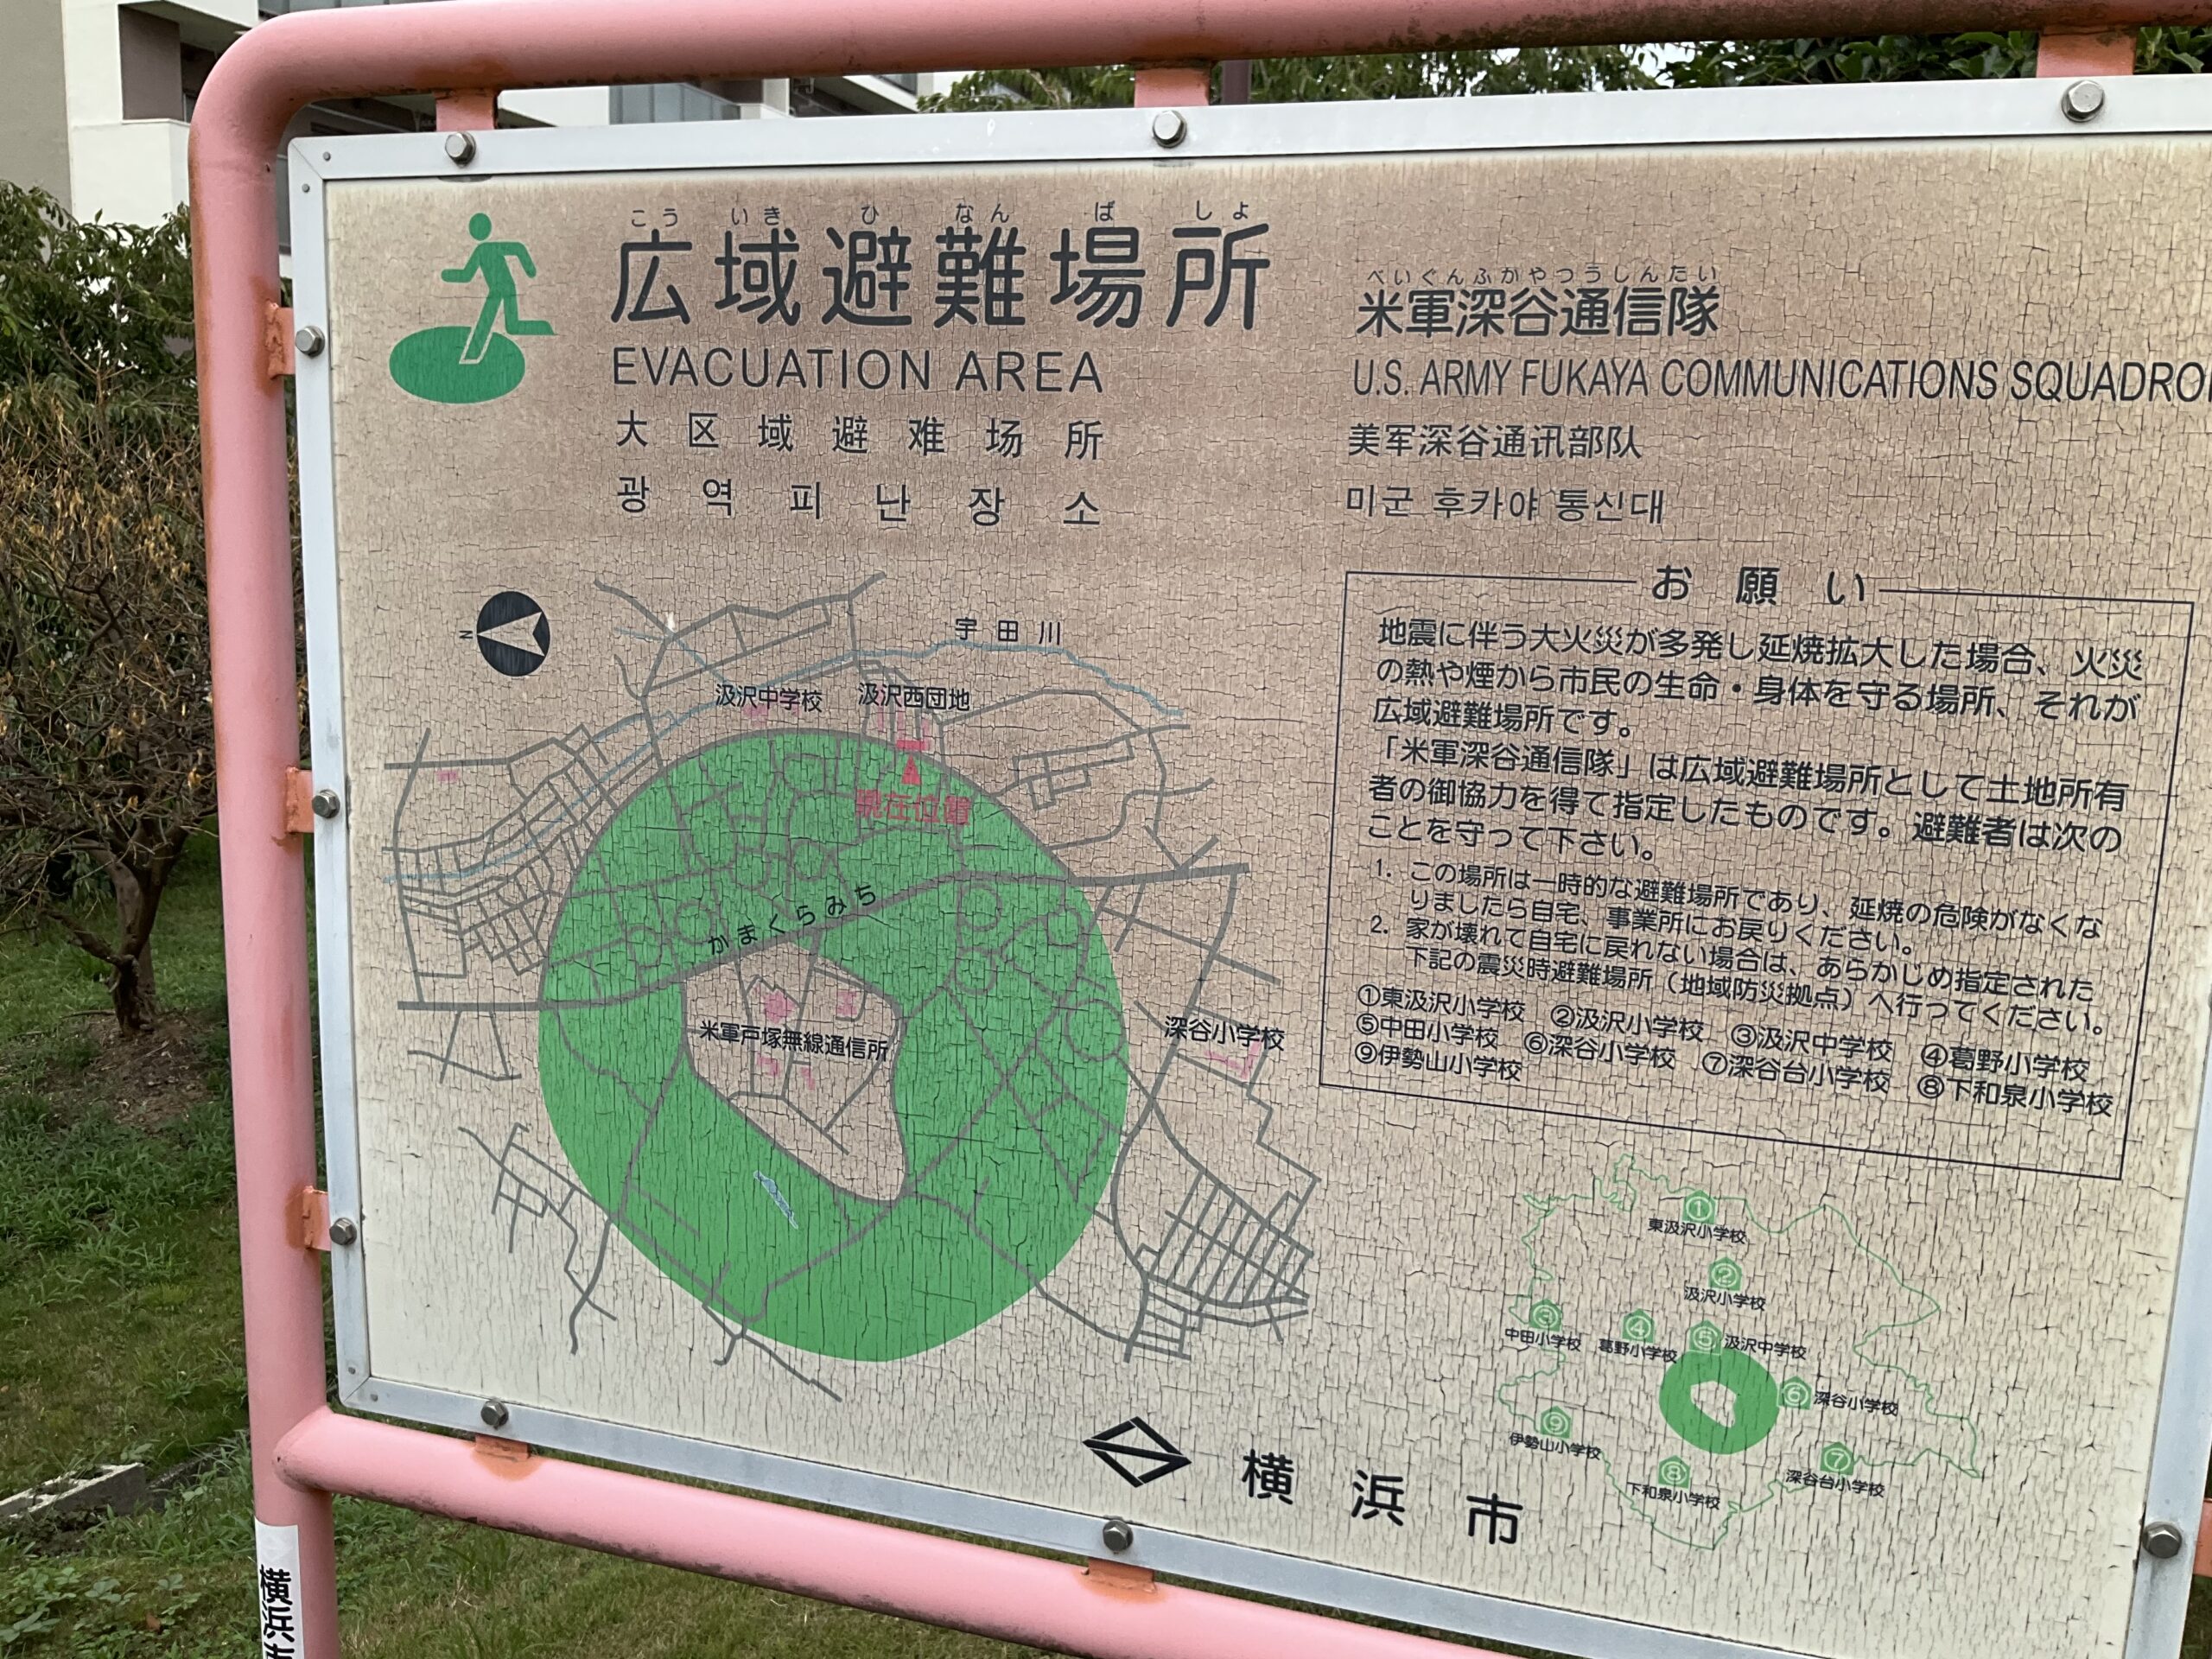 こう いき ひ なん ば しょ
広域避難場所
EVACUATION AREA
大区域避难场所
광역피난장소
べいぐんふかやつうしんたい
米軍深谷通信隊
U.S. ARMY FUKAYA COMMUNICATIONS SQUADRO
美军深谷通讯部队
미군 후카야 통신대
N
宇田川
汲沢中学校
汲沢西団地
現在位置
かまくらみち
米軍戸塚無線通信所
深谷小学校
お願い
地震に伴う大火災が多発し延焼拡大した場合、火災
の熱や煙から市民の生命・身体を守る場所、それが
広域避難場所です。
「米軍深谷通信隊」は広域避難場所として土地所有
者の御協力を得て指定したものです。避難者は次の
ことを守って下さい。
1. この場所は一時的な避難場所であり、延焼の危険がなくな
りましたら自宅、事業所にお戻りください。
2. 家が壊れて自宅に戻れない場合は、あらかじめ指定された
下記の震災時避難場所（地域防災拠点）へ行ってください。
①東汲沢小学校 ②汲沢小学校 ③汲沢中学校 ④葛野小学校
⑤中田小学校 ⑥深谷小学校 ⑦深谷台小学校 ⑧下和泉小学校
⑨伊勢山小学校
①
東汲沢小学校
②
汲沢小学校
③
中田小学校
④
葛野小学校
⑤ 汲沢中学校
⑥ 深谷小学校
⑨
伊勢山小学校
⑦
深谷台小学校
⑧
下和泉小学校
横浜市
横浜市